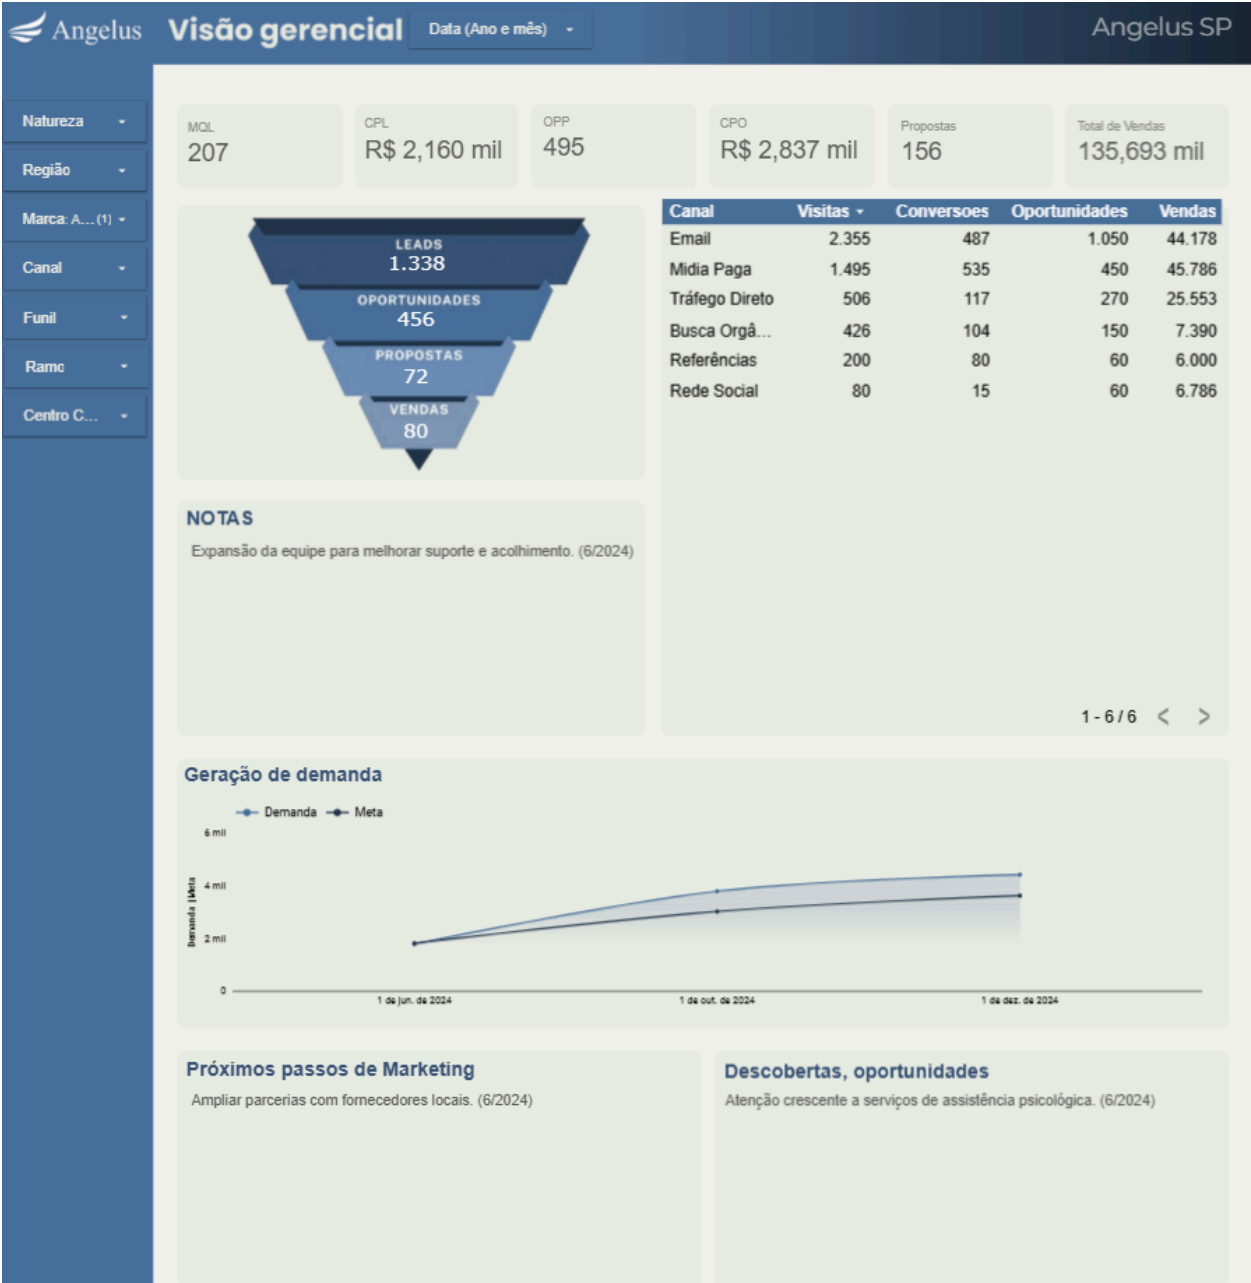 Angelus Visão gerencial Data (Ano e mês) Angelus SP
Natureza
Região
Marca: A... (1)
Canal
Funil
Ramo
Centro C...
MQL
207
CPL
R$ 2,160 mil
OPP
495
CPO
R$ 2,837 mil
Propostas
156
Total de Vendas
135,693 mil
LEADS
1.338
OPORTUNIDADES
456
PROPOSTAS
72
VENDAS
80
Canal Visitas Conversoes Oportunidades Vendas
Email 2.355 487 1.050 44.178
Midia Paga 1.495 535 450 45.786
Tráfego Direto 506 117 270 25.553
Busca Orgâ... 426 104 150 7.390
Referências 200 80 60 6.000
Rede Social 80 15 60 6.786
1 - 6 / 6 < >
NOTAS
Expansão da equipe para melhorar suporte e acolhimento. (6/2024)
Geração de demanda
Demanda Meta
6 mil
4 mil
2 mil
0
Demanda | Meta
1 de jun. de 2024 1 de out. de 2024 1 de dez. de 2024
Próximos passos de Marketing
Ampliar parcerias com fornecedores locais. (6/2024)
Descobertas, oportunidades
Atenção crescente a serviços de assistência psicológica. (6/2024)